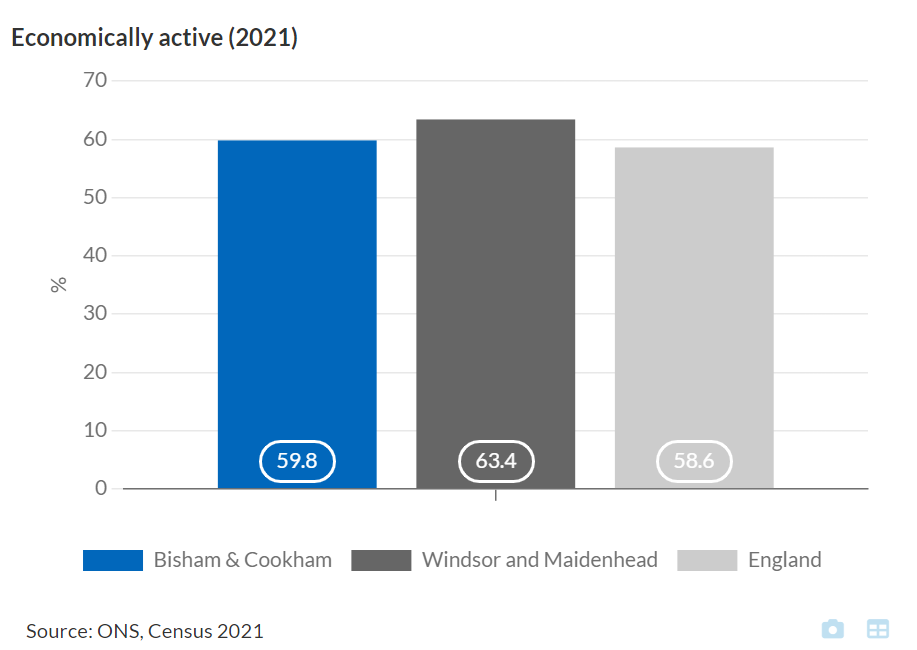 Economically active (2021)
70
60
50
40
30
20
10
0
%
59.8
63.4
58.6
Bisham & Cookham
Windsor and Maidenhead
England
Source: ONS, Census 2021